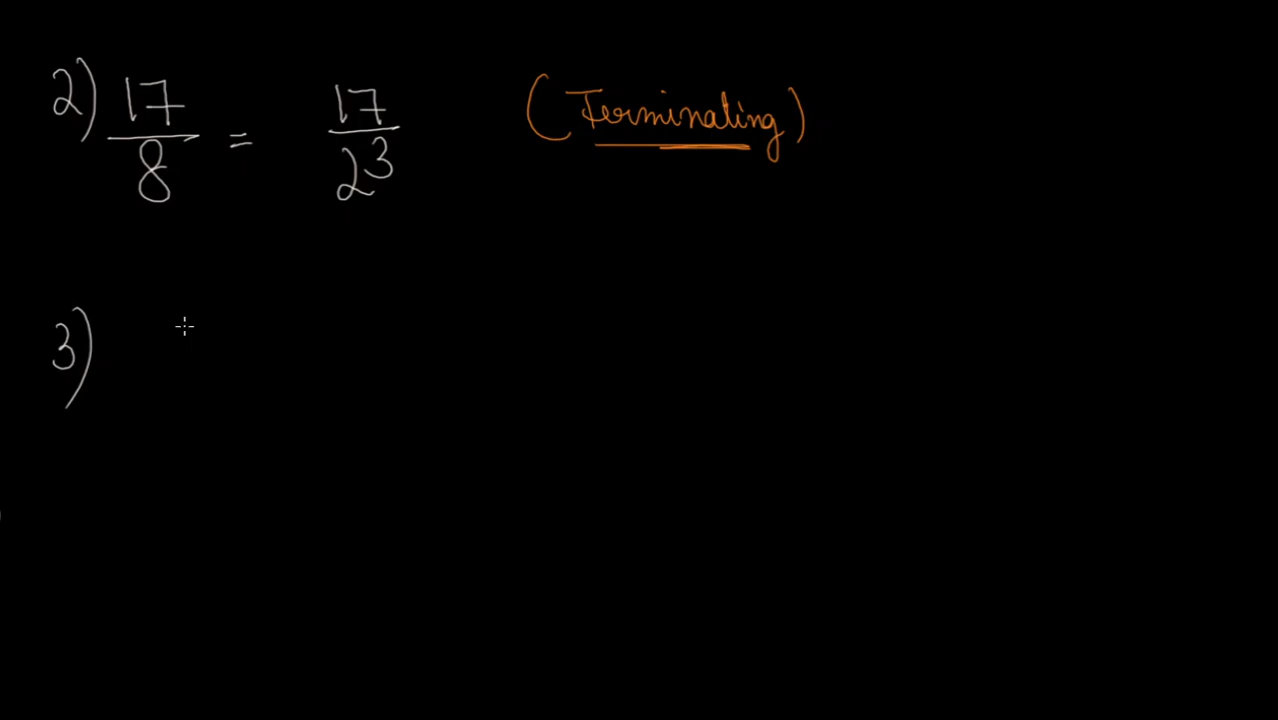 2) 17/8 = 17/2³ (Terminating)
3)